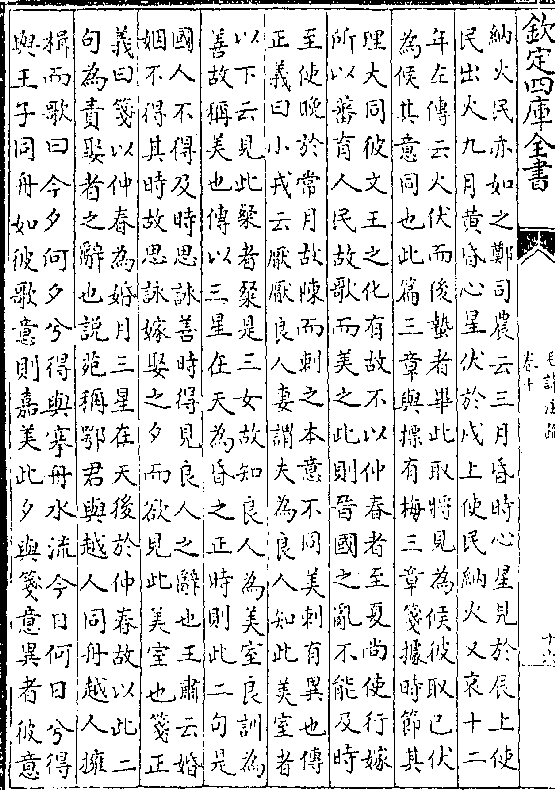 欽定四庫全書
毛詩注疏
卷十
納火民亦如之鄭司農云三月昏時心星見於辰上使
民出火九月黄昏心星伏於戌上使民納火又哀十二
年左傳云火伏而後蟄者畢此取將見為候彼取已伏
為候其意同也此篇三章與摽有梅三章箋據時節其
理大同彼文王之化有故不以仲春者至夏尚使行嫁
所以蕃育人民故歌而美之此則晉國之亂不能及時
至使晚於常月故陳而刺之本意不同美刺有異也傳
正義曰小戎云厭厭良人妻謂夫為良人知此美室者
以下云見此粲者粲是三女故知良人為美室良訓為
善故稱美也傳以三星在天為昏之正時則此二句是
國人不得及時思詠善時得見良人之辭也王肅云婚
姻不得其時故思詠嫁娶之夕而欲見此美室也箋正
義曰箋以仲春為婚月三星在天後於仲春故以此二
句為責娶者之辭也説苑稱鄂君與越人同舟越人擁
楫而歌曰今夕何夕兮得與搴舟水流今日何日兮得
與王子同舟如彼歌意則嘉美此夕與箋意異者彼意